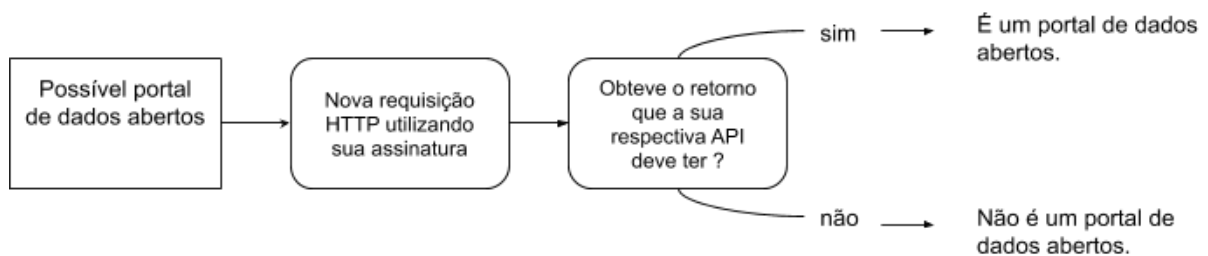 Possível portal
de dados abertos
Nova requisição
HTTP utilizando
sua assinatura
Obteve o retorno
que a sua
respectiva API
deve ter ?
sim
É um portal de dados
abertos.
não
Não é um portal de
dados abertos.